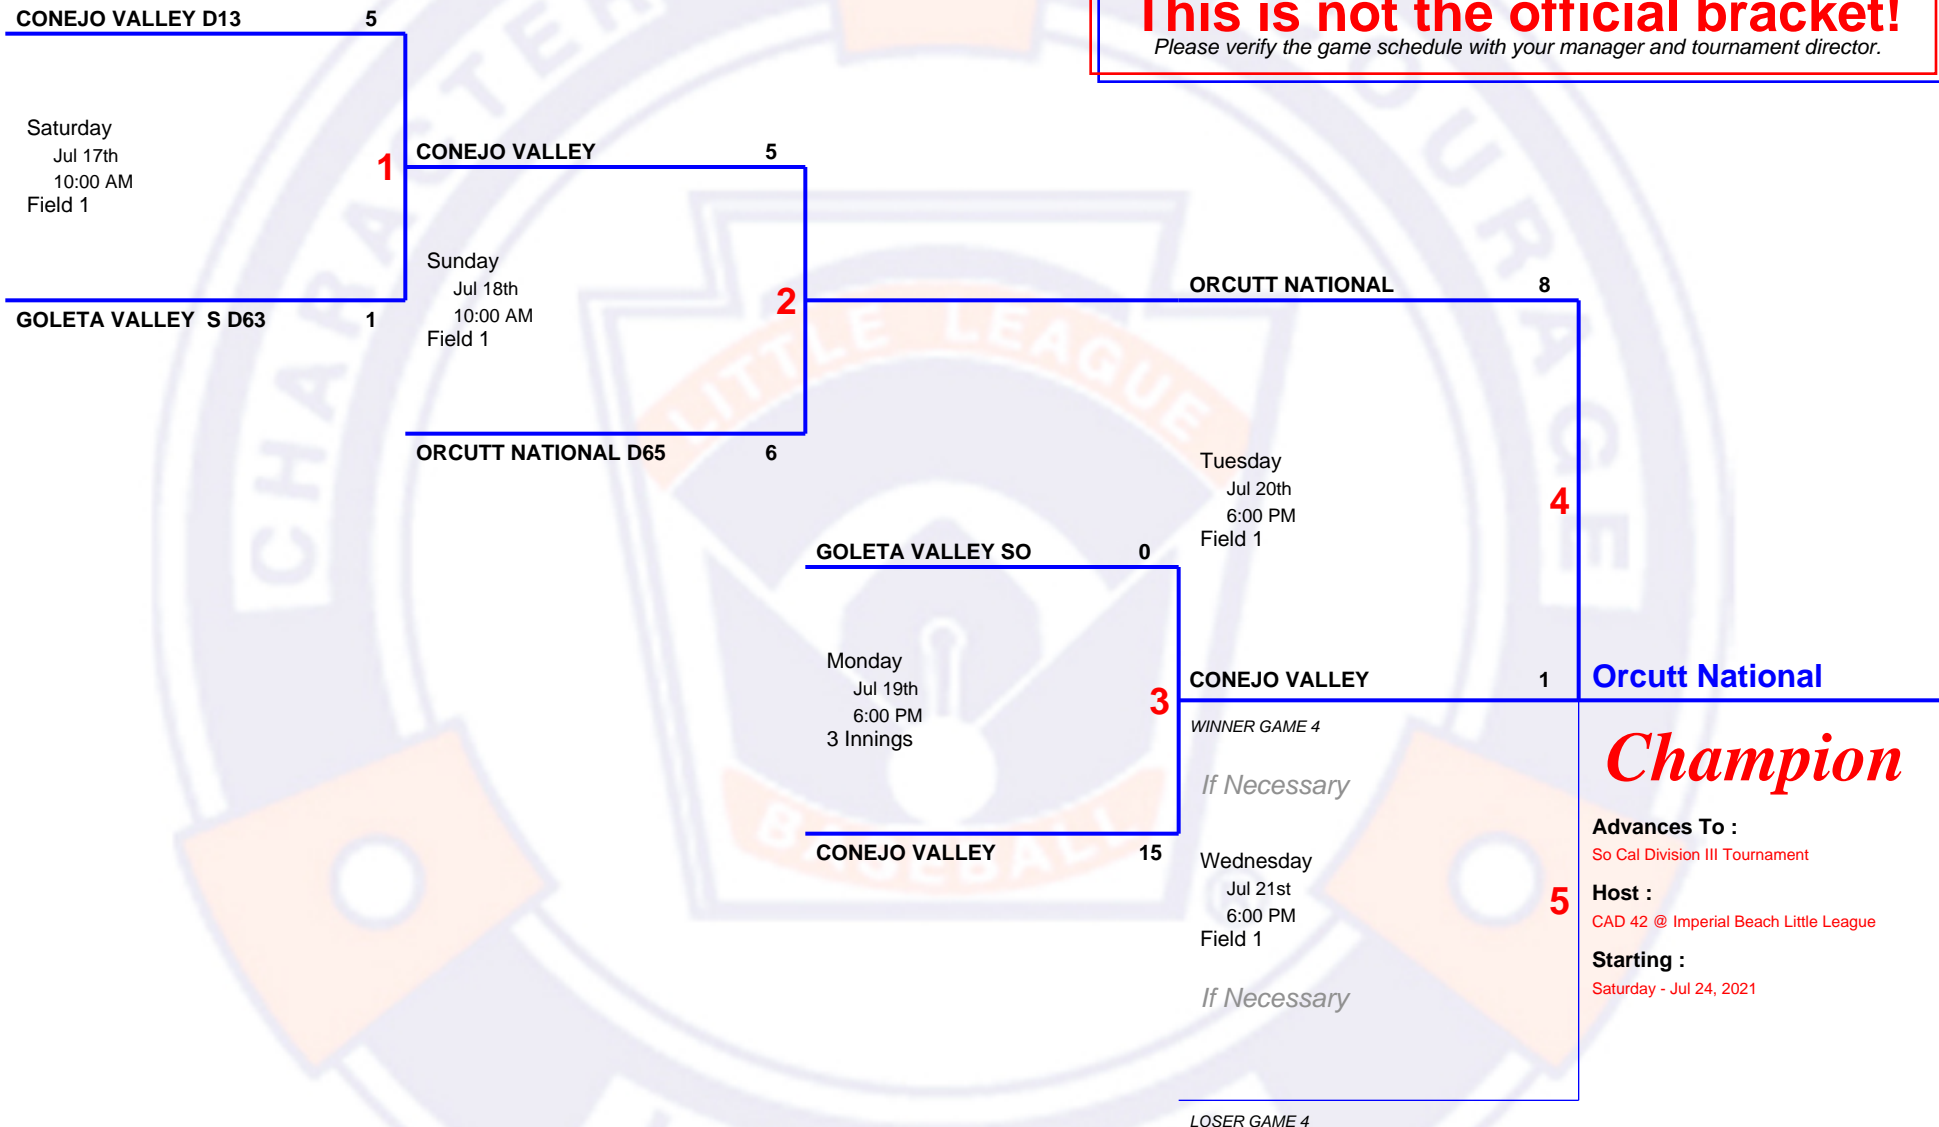 CONEJO VALLEY D13 5
This is not the official bracket!
Please verify the game schedule with your manager and tournament director.
Saturday
Jul 17th
10:00 AM
Field 1
1
GOLETA VALLEY S D63 1
CONEJO VALLEY 5
Sunday
Jul 18th
10:00 AM
Field 1
2
ORCUTT NATIONAL D65 6
GOLETA VALLEY SO 0
Monday
Jul 19th
6:00 PM
3 Innings
3
CONEJO VALLEY 15
ORCUTT NATIONAL 8
Tuesday
Jul 20th
6:00 PM
Field 1
4
CONEJO VALLEY 1
WINNER GAME 4
If Necessary
Wednesday
Jul 21st
6:00 PM
Field 1
5
If Necessary
LOSER GAME 4
Orcutt National
Champion
Advances To :
So Cal Division III Tournament
Host :
CAD 42 @ Imperial Beach Little League
Starting :
Saturday - Jul 24, 2021
LITTLE LEAGUE
BASEBALL
®
CHARACTER
COURAGE